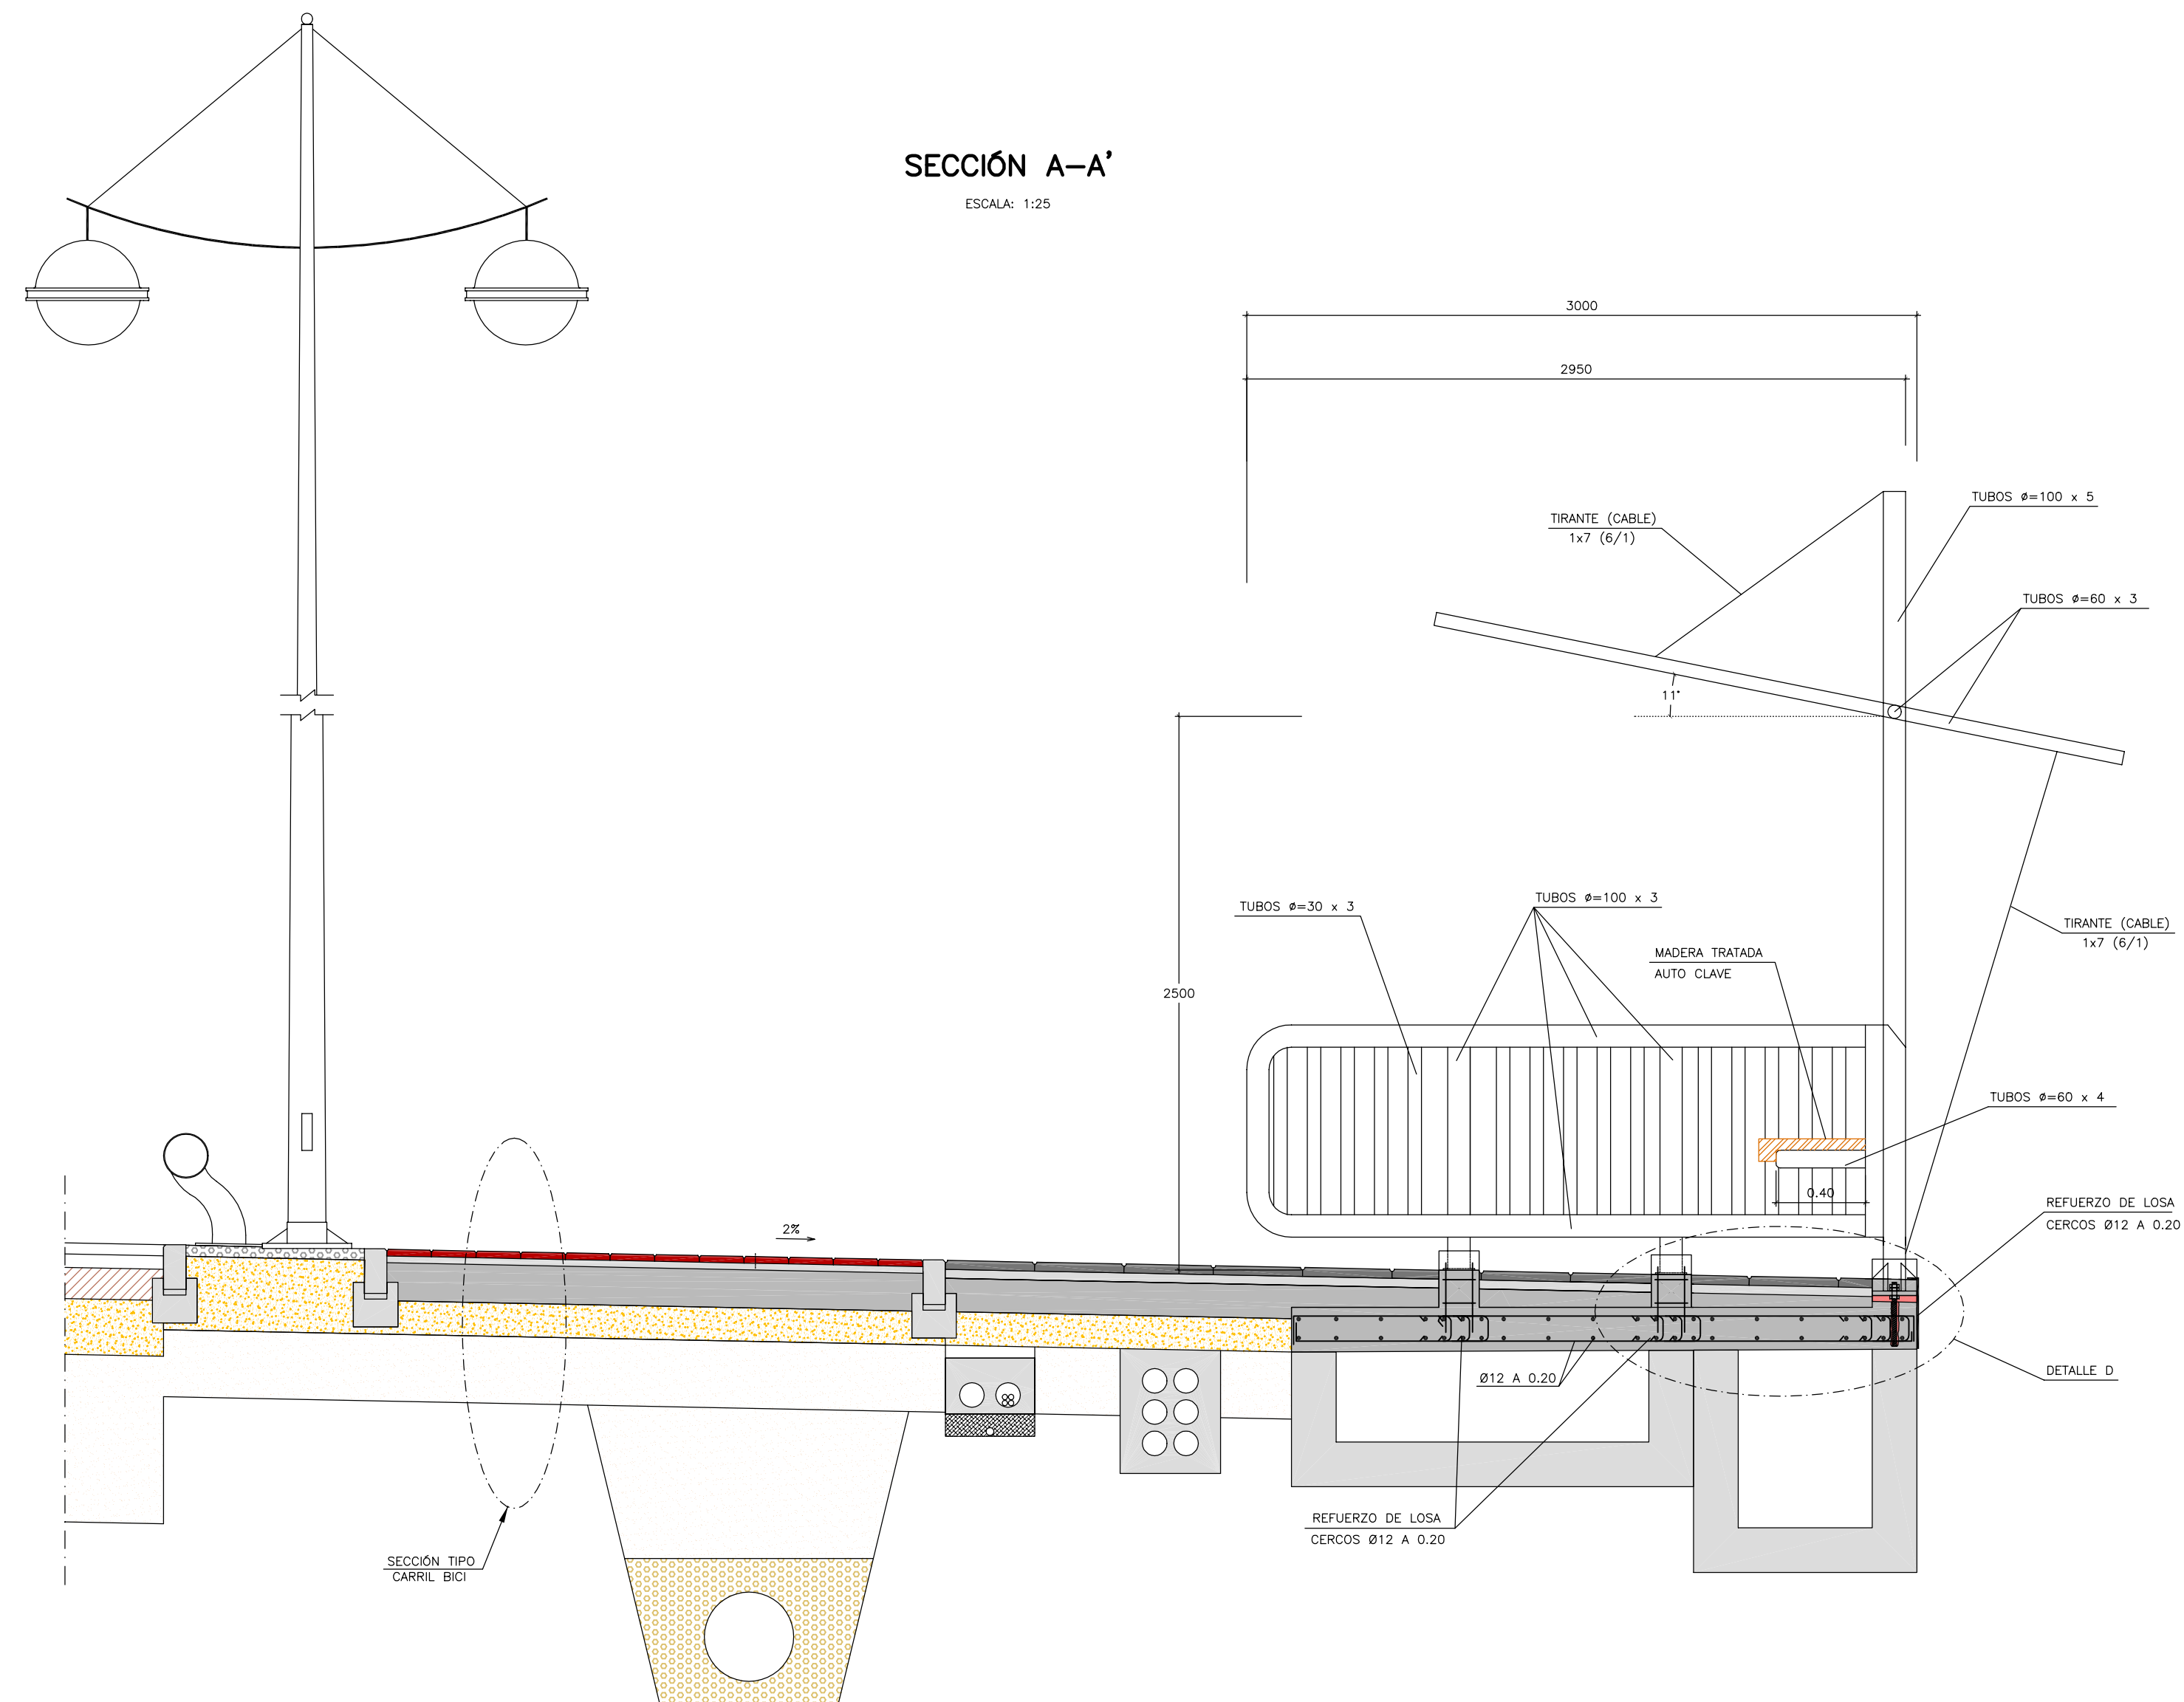 SECCIÓN A-A'
ESCALA: 1:25
3000
2950
TUBOS ø=100 x 5
TIRANTE (CABLE)
1x7 (6/1)
TUBOS ø=60 x 3
11°
TUBOS ø=30 x 3
TUBOS ø=100 x 3
TIRANTE (CABLE)
1x7 (6/1)
MADERA TRATADA
AUTO CLAVE
2500
TUBOS ø=60 x 4
0.40
REFUERZO DE LOSA
CERCOS Ø12 A 0.20
2%
DETALLE D
Ø12 A 0.20
REFUERZO DE LOSA
CERCOS Ø12 A 0.20
SECCIÓN TIPO
CARRIL BICI